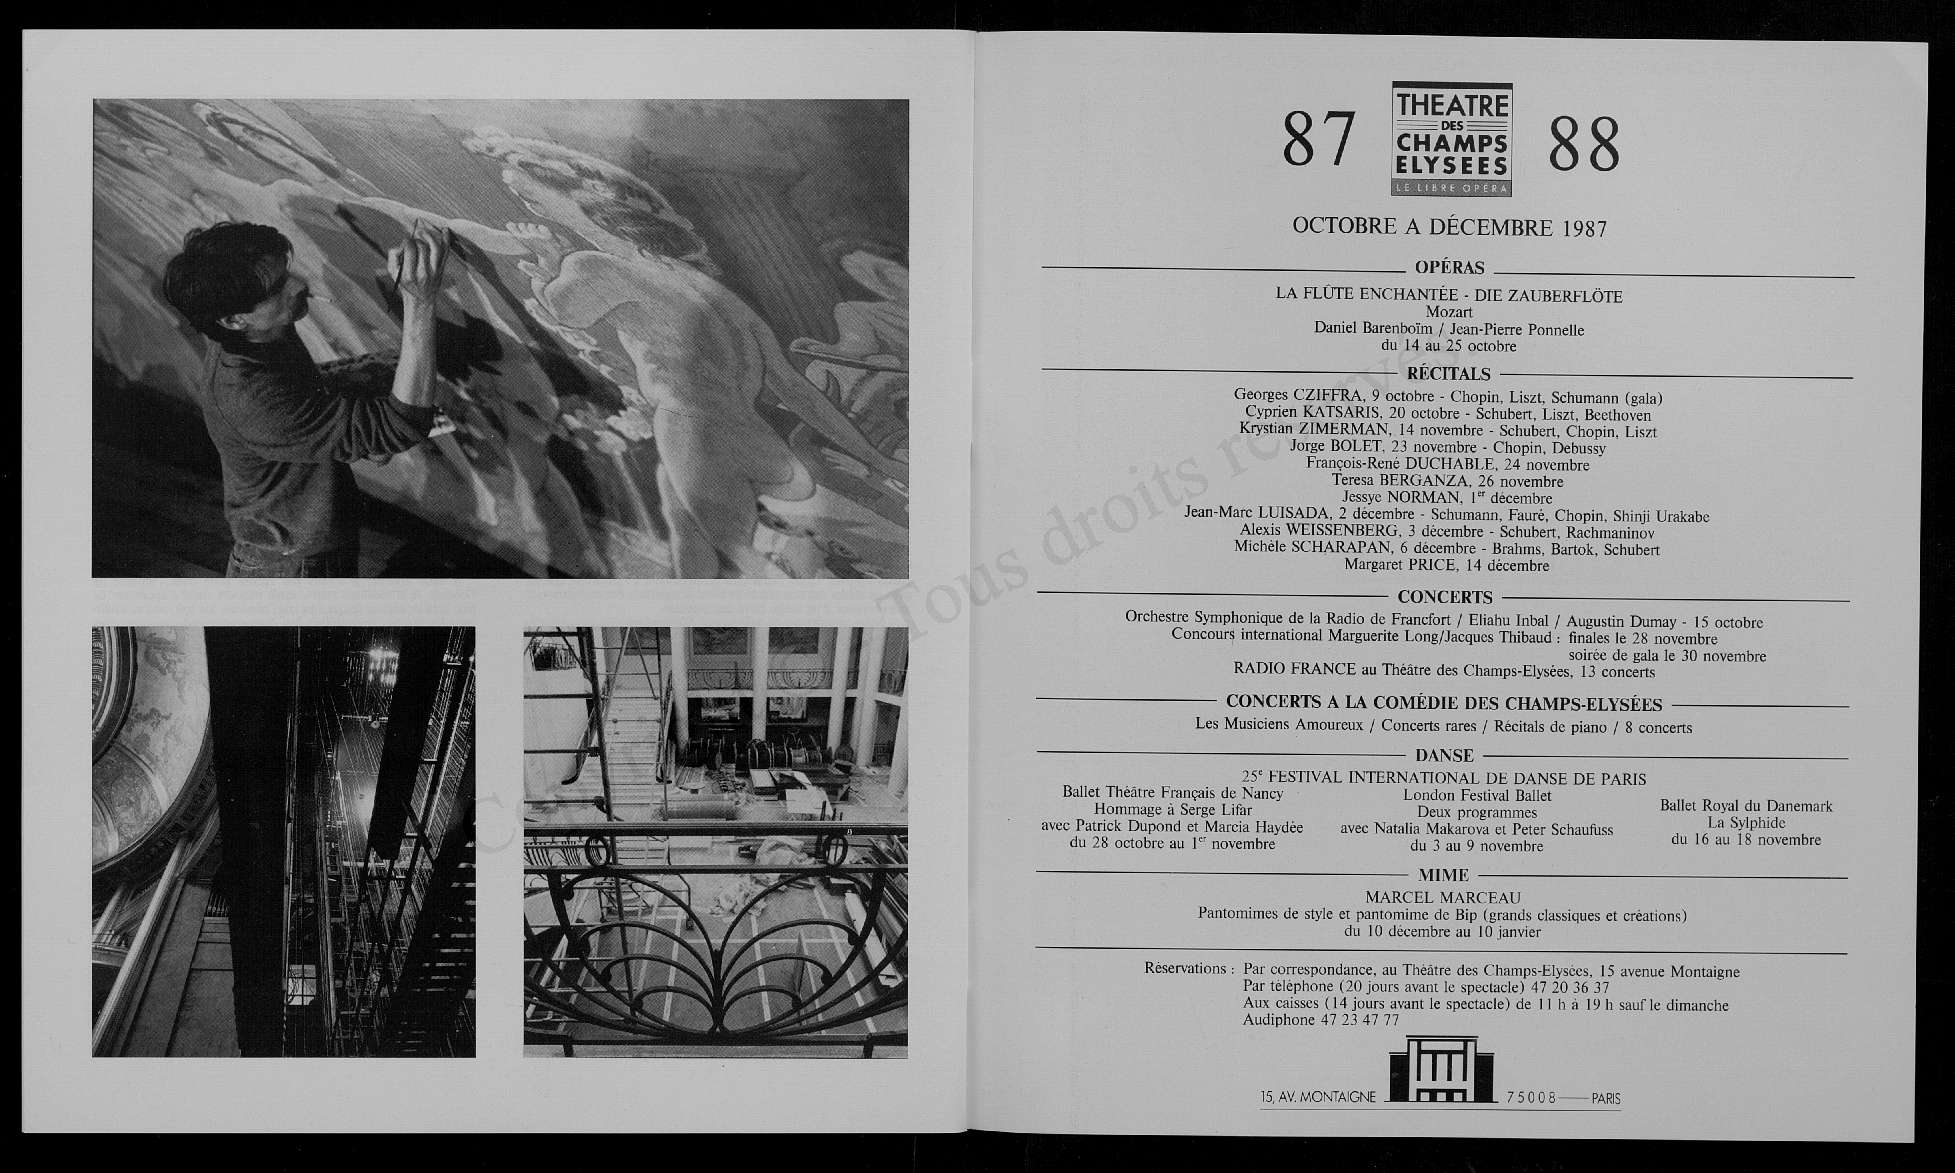 87
THEATRE
DES
CHAMPS
ELYSEES
LE LIBRE OPÉRA
88
OCTOBRE A DÉCEMBRE 1987
OPÉRAS
LA FLÛTE ENCHANTÉE - DIE ZAUBERFLÖTE
Mozart
Daniel Barenboïm / Jean-Pierre Ponnelle
du 14 au 25 octobre
RÉCITALS
Georges CZIFFRA, 9 octobre - Chopin, Liszt, Schumann (gala)
Cyprien KATSARIS, 20 octobre - Schubert, Liszt, Beethoven
Krystian ZIMERMAN, 14 novembre - Schubert, Chopin, Liszt
Jorge BOLET, 23 novembre - Chopin, Debussy
François-René DUCHABLE, 24 novembre
Teresa BERGANZA, 26 novembre
Jessye NORMAN, 1er décembre
Jean-Marc LUISADA, 2 décembre - Schumann, Fauré, Chopin, Shinji Urakabe
Alexis WEISSENBERG, 3 décembre - Schubert, Rachmaninov
Michèle SCHARAPAN, 6 décembre - Brahms, Bartok, Schubert
Margaret PRICE, 14 décembre
CONCERTS
Orchestre Symphonique de la Radio de Francfort / Eliahu Inbal / Augustin Dumay - 15 octobre
Concours international Marguerite Long/Jacques Thibaud : finales le 28 novembre
soirée de gala le 30 novembre
RADIO FRANCE au Théâtre des Champs-Elysées, 13 concerts
CONCERTS A LA COMÉDIE DES CHAMPS-ELYSÉES
Les Musiciens Amoureux / Concerts rares / Récitals de piano / 8 concerts
DANSE
25e FESTIVAL INTERNATIONAL DE DANSE DE PARIS
Ballet Théâtre Français de Nancy
Hommage à Serge Lifar
avec Patrick Dupond et Marcia Haydée
du 28 octobre au 1er novembre
London Festival Ballet
Deux programmes
avec Natalia Makarova et Peter Schaufuss
du 3 au 9 novembre
Ballet Royal du Danemark
La Sylphide
du 16 au 18 novembre
MIME
MARCEL MARCEAU
Pantomimes de style et pantomime de Bip (grands classiques et créations)
du 10 décembre au 10 janvier
Réservations : Par correspondance, au Théâtre des Champs-Elysées, 15 avenue Montaigne
Par téléphone (20 jours avant le spectacle) 47 20 36 37
Aux caisses (14 jours avant le spectacle) de 11 h à 19 h sauf le dimanche
Audiphone 47 23 47 77
15, AV. MONTAIGNE
75008 — PARIS
Tous droits réservés.